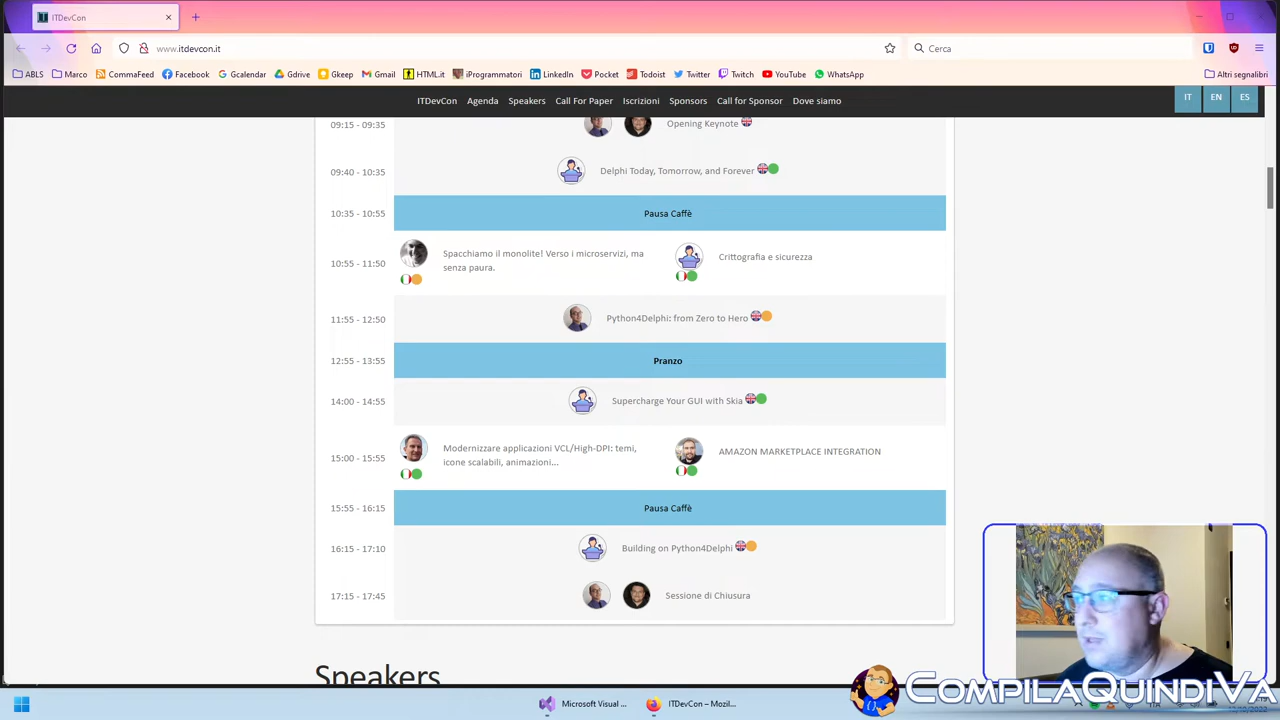 ITDevCon
www.itdevcon.it
Cerca
ABLS
Marco
CommaFeed
Facebook
Gcalendar
Gdrive
Gkeep
Gmail
HTML.it
iProgrammatori
LinkedIn
Pocket
Todoist
Twitter
Twitch
YouTube
WhatsApp
Altri segnalibri
ITDevCon
Agenda
Speakers
Call For Paper
Iscrizioni
Sponsors
Call for Sponsor
Dove siamo
IT
EN
ES
09:15 - 09:35
Opening Keynote
09:40 - 10:35
Delphi Today, Tomorrow, and Forever
10:35 - 10:55
Pausa Caffè
10:55 - 11:50
Spacchiamo il monolite! Verso i microservizi, ma
senza paura.
Crittografia e sicurezza
11:55 - 12:50
Python4Delphi: from Zero to Hero
12:55 - 13:55
Pranzo
14:00 - 14:55
Supercharge Your GUI with Skia
15:00 - 15:55
Modernizzare applicazioni VCL/High-DPI: temi,
icone scalabili, animazioni...
AMAZON MARKETPLACE INTEGRATION
15:55 - 16:15
Pausa Caffè
16:15 - 17:10
Building on Python4Delphi
17:15 - 17:45
Sessione di Chiusura
Speakers
Microsoft Visual ...
ITDevCon – Mozil...
COMPILAQUINDIVA